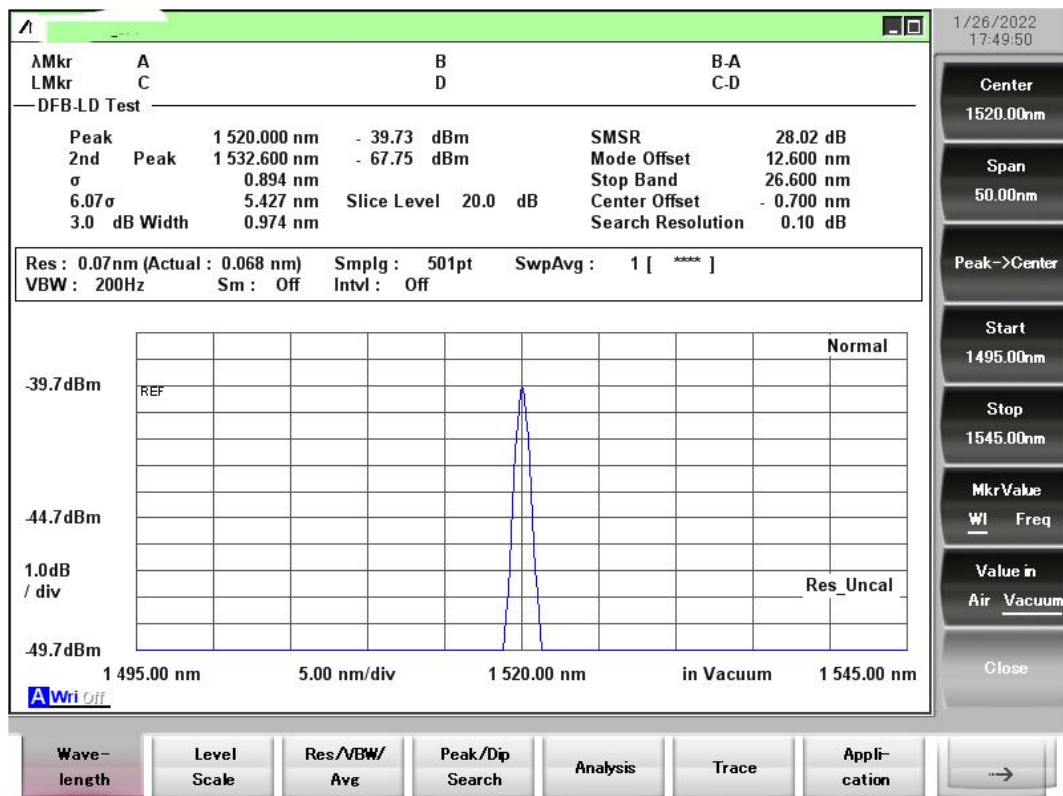 1/26/2022
17:49:50
λMkr A B B-A
LMkr C D C-D
DFB-LD Test
Peak 1 520.000 nm - 39.73 dBm SMSR 28.02 dB
2nd Peak 1 532.600 nm - 67.75 dBm Mode Offset 12.600 nm
σ 0.894 nm Stop Band 26.600 nm
6.07σ 5.427 nm Slice Level 20.0 dB Center Offset - 0.700 nm
3.0 dB Width 0.974 nm Search Resolution 0.10 dB
Res : 0.07nm (Actual : 0.068 nm) Smplg : 501pt SwpAvg : 1 [ **** ]
VBW : 200Hz Sm : Off Intvl : Off
Normal
-39.7dBm
REF
-44.7dBm
1.0dB
/ div
Res_Uncal
-49.7dBm
1 495.00 nm 5.00 nm/div 1 520.00 nm in Vacuum 1 545.00 nm
A Wri Off
Center
1520.00nm
Span
50.00nm
Peak->Center
Start
1495.00nm
Stop
1545.00nm
MkrValue
Wl Freq
Value in
Air Vacuum
Close
Wave-
length
Level
Scale
Res/VBW/
Avg
Peak/Dip
Search
Analysis
Trace
Appli-
cation